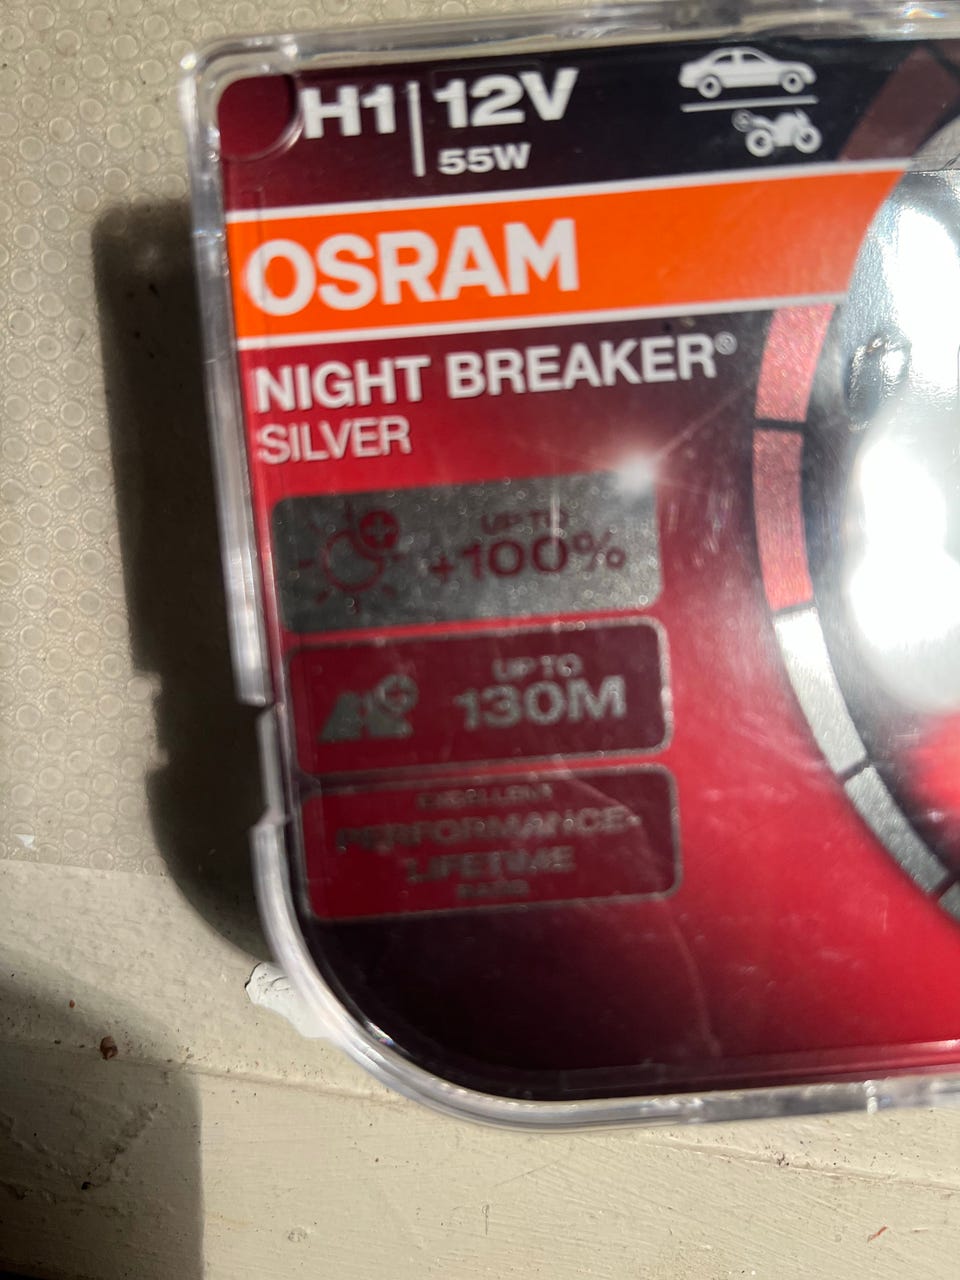 H1 12V
55W
OSRAM
NIGHT BREAKER®
SILVER
UP TO
+100%
UP TO
130M
EXCELLENT
PERFORMANCE-
LIFETIME